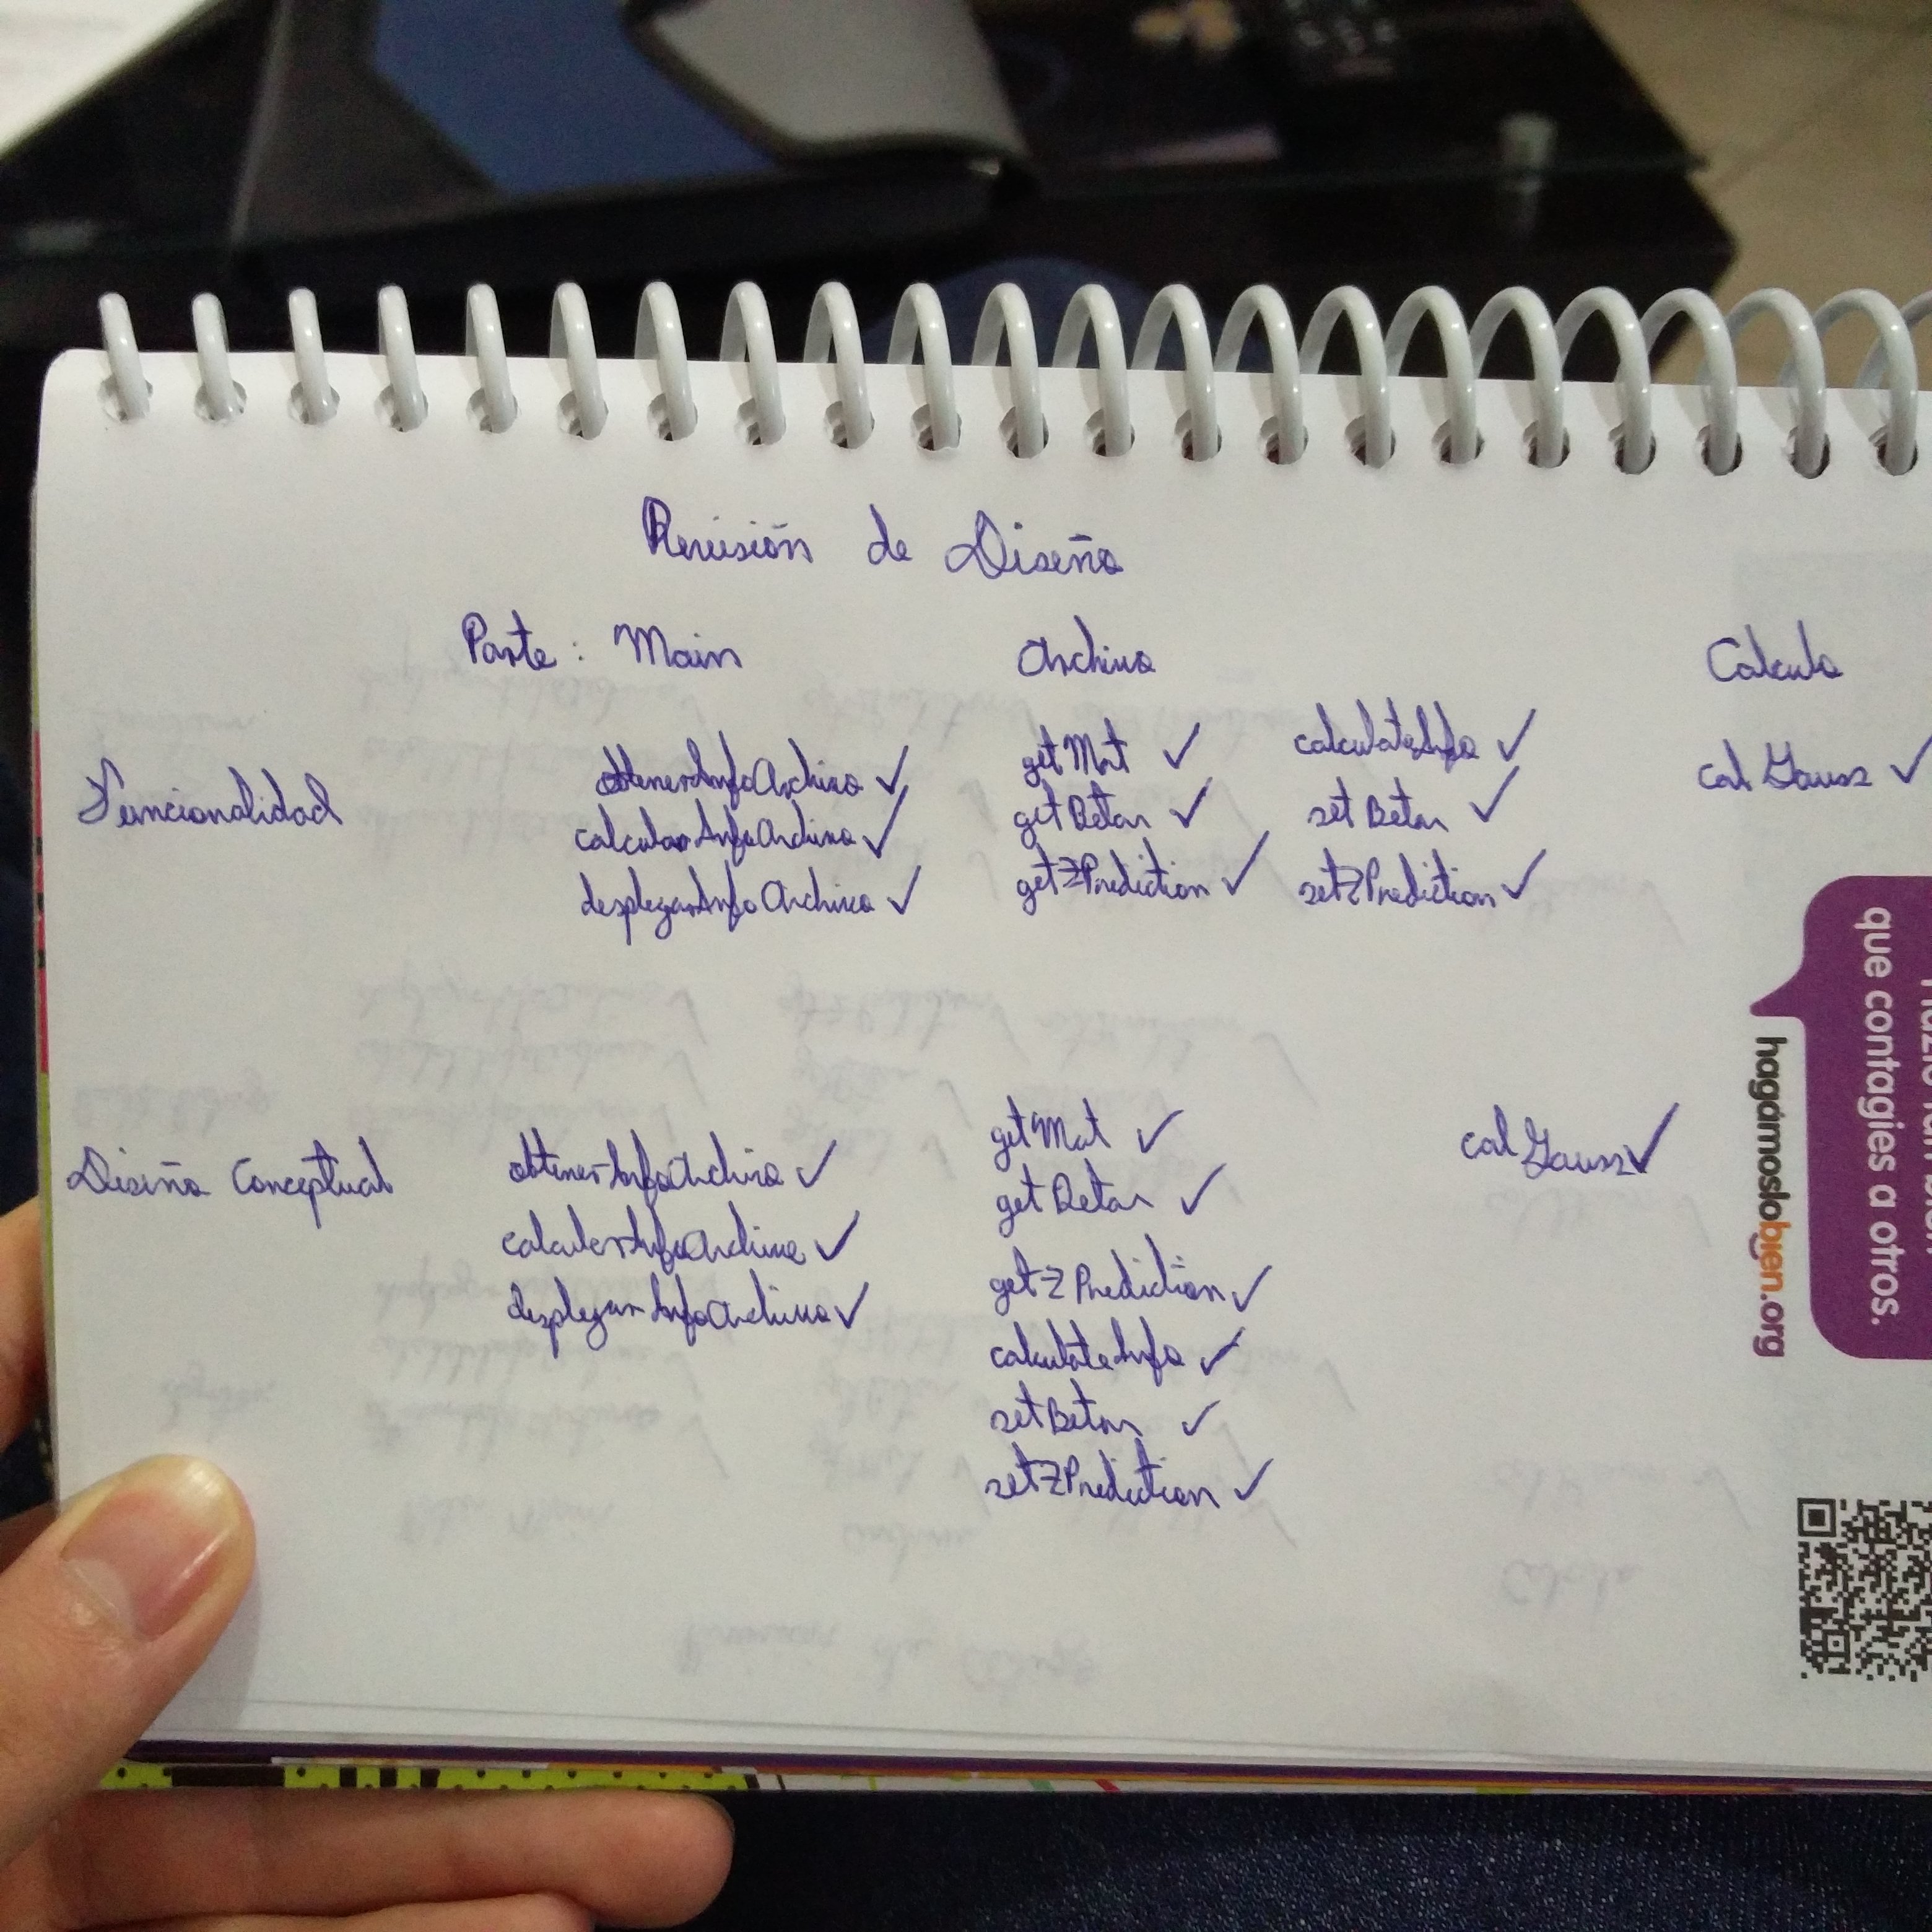 Revisión de Diseño
Parte: Main Archivo Calculo
Funcionalidad
obtenerInfoArchivo ✓
calcularInfoArchivo ✓
desplegarInfoArchivo ✓
getMat ✓
getBetas ✓
getZPrediction ✓
calculateInfo ✓
setBetas ✓
setZPrediction ✓
calGauss ✓
Diseño Conceptual
obtenerInfoArchivo ✓
calcularInfoArchivo ✓
desplegarInfoArchivo ✓
getMat ✓
getBetas ✓
getZPrediction ✓
calculateInfo ✓
setBetas ✓
setZPrediction ✓
calGauss ✓
que contagies a otros.
hagámoslobien.org